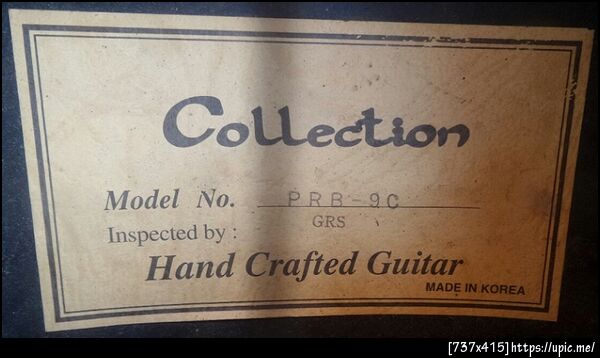 Collection
Model No. PRB-9C
Inspected by : GRS
Hand Crafted Guitar
MADE IN KOREA
[737x415]https://upic.me/